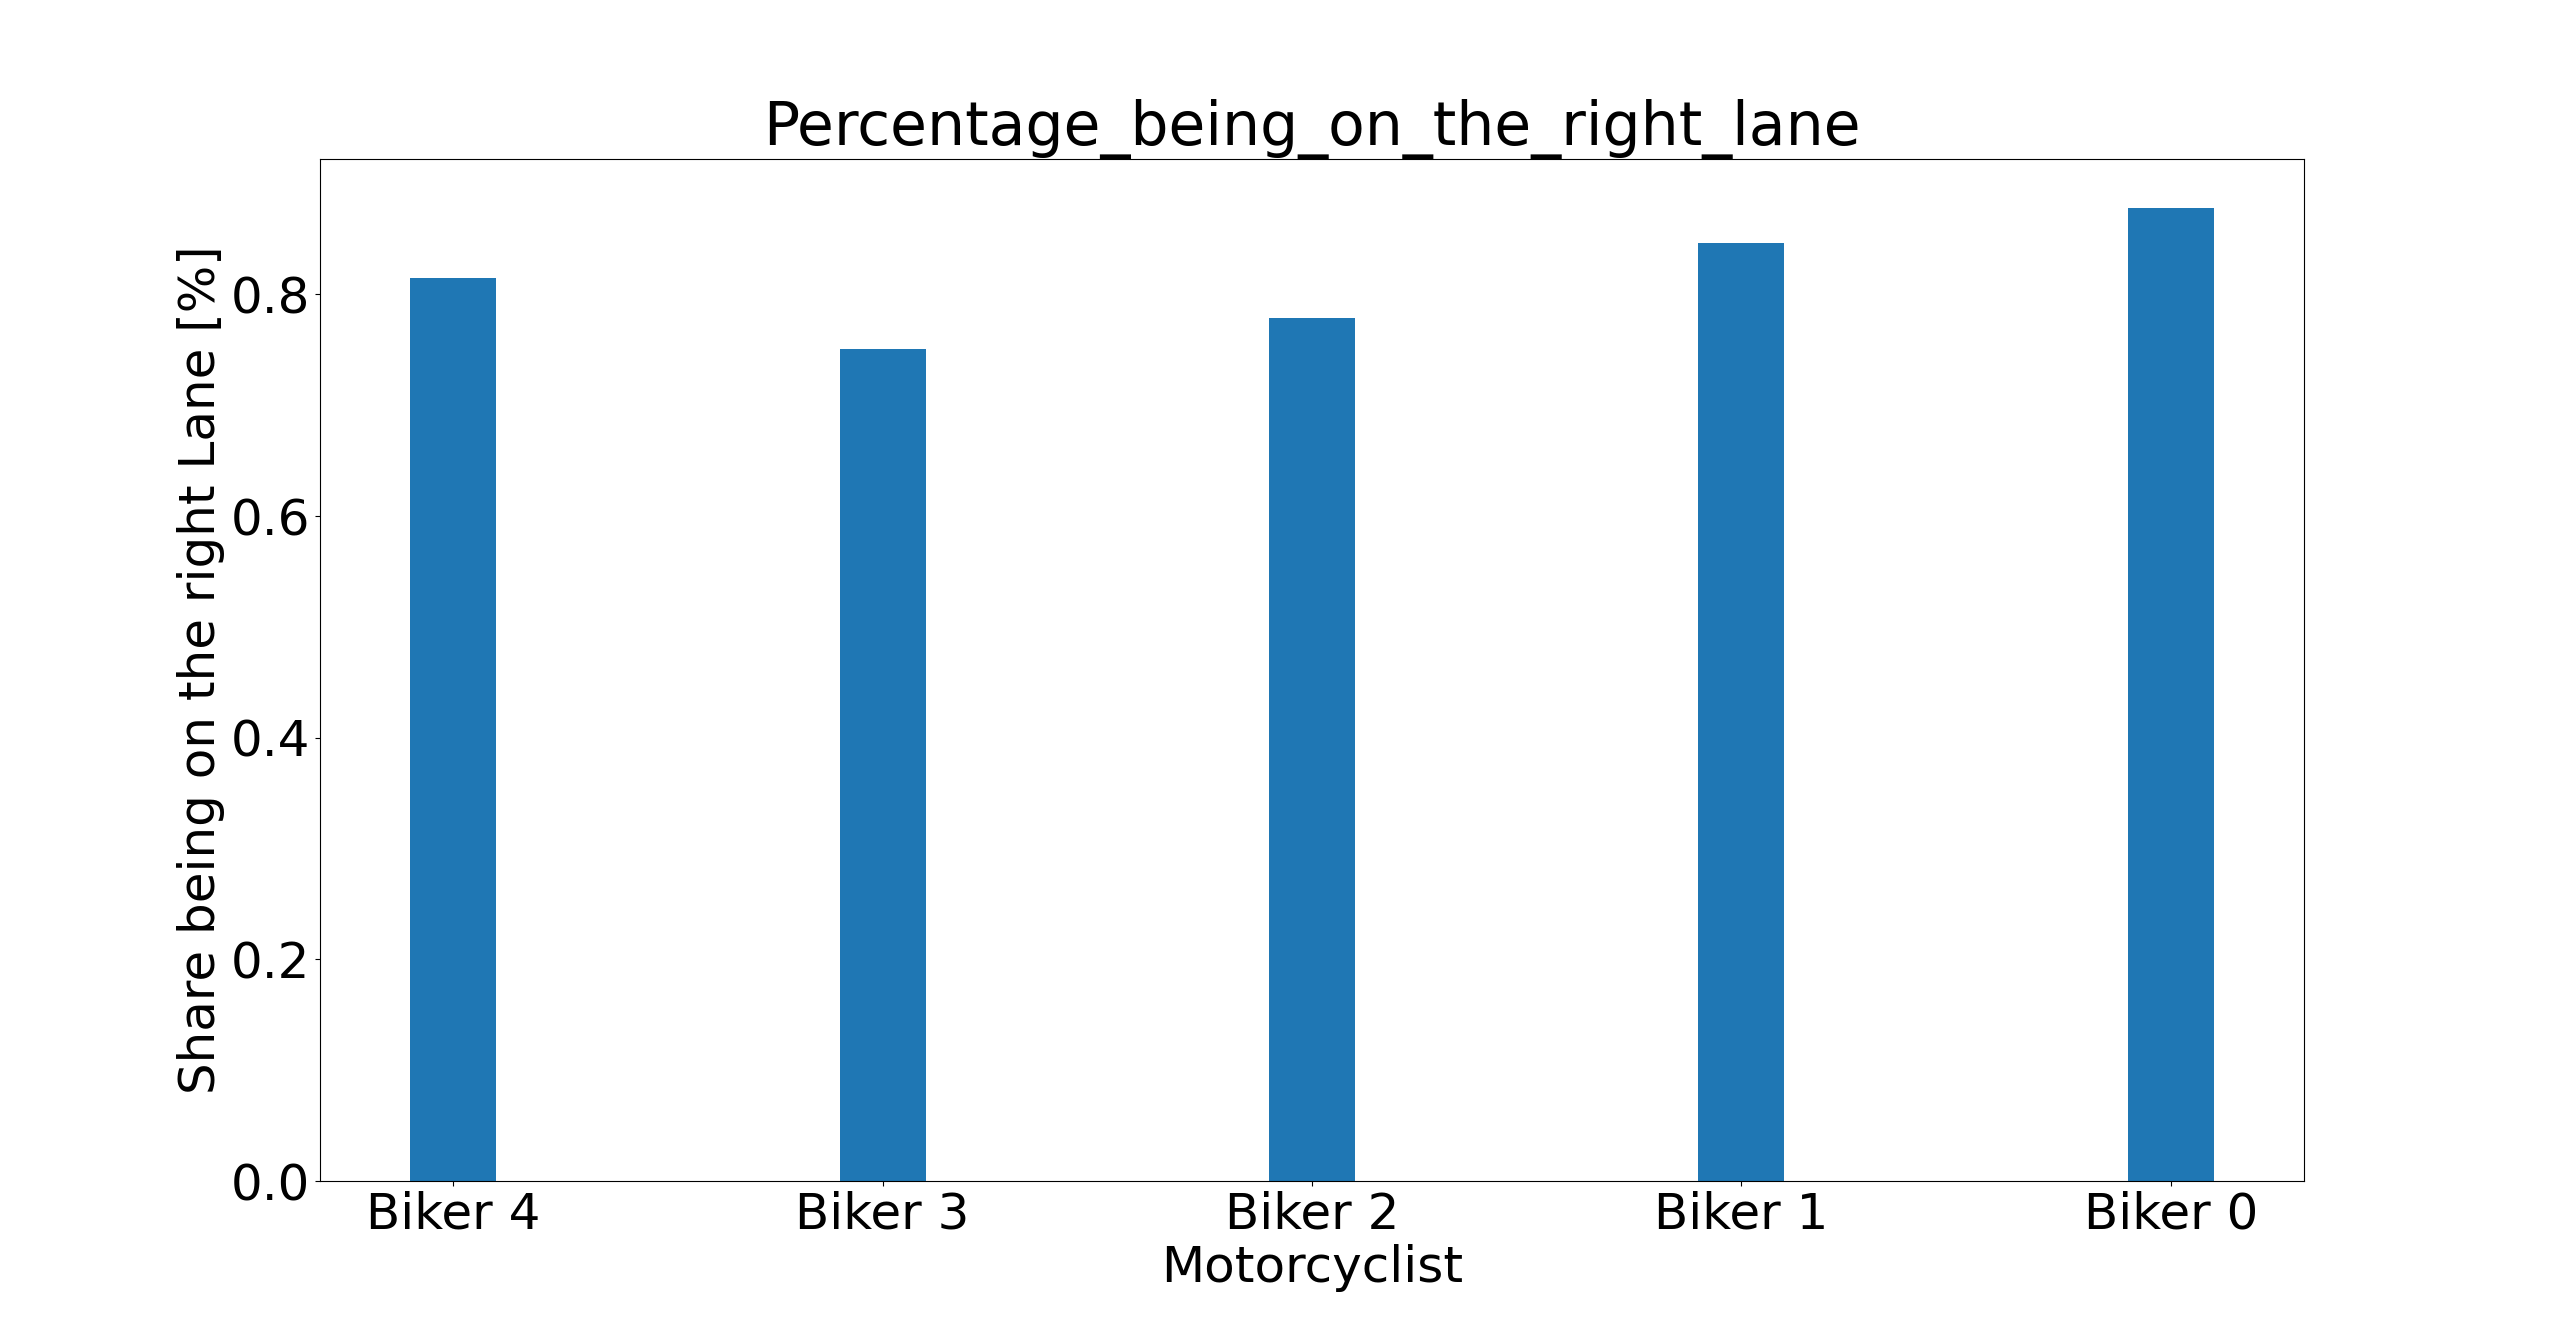 Percentage_being_on_the_right_lane
Share being on the right Lane [%]
0.8
0.6
0.4
0.2
0.0
Biker 4 Biker 3 Biker 2 Biker 1 Biker 0
Motorcyclist